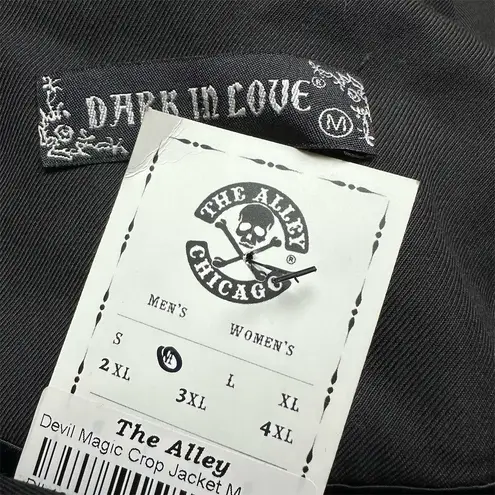 DARK IN LOVE ®
M
THE ALLEY
CHICAGO ®
MEN'S WOMEN'S
S M L XL
2XL 3XL 4XL
The Alley
Devil Magic Crop Jacket M